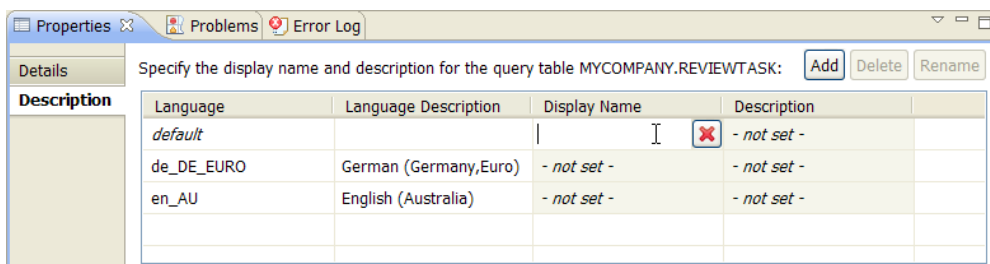 Properties Problems Error Log
Details Specify the display name and description for the query table MYCOMPANY.REVIEWTASK: Add Delete Rename
Description Language Language Description Display Name Description
default - not set -
de_DE_EURO German (Germany,Euro) - not set - - not set -
en_AU English (Australia) - not set - - not set -